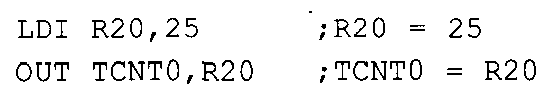 LDI R20,25 ;R20 = 25
OUT TCNT0,R20 ;TCNT0 = R20